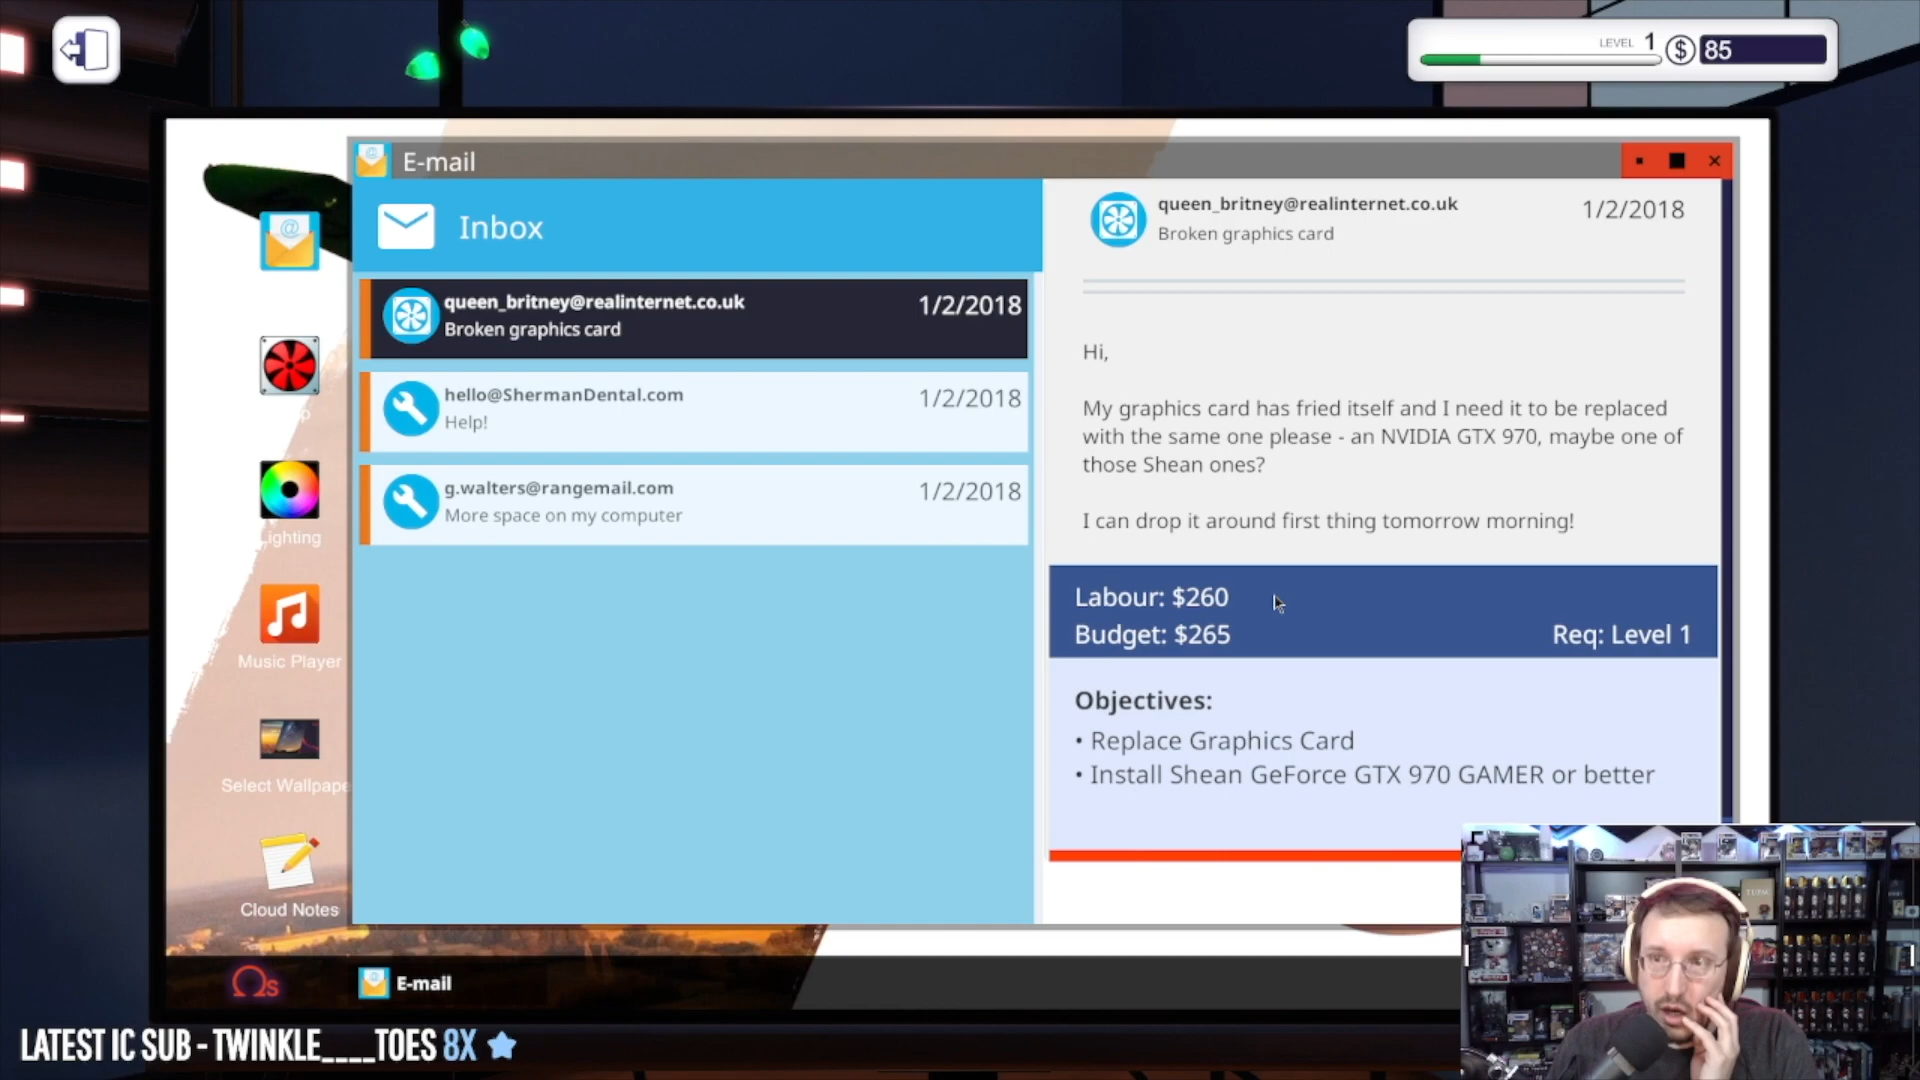 LEVEL 1 $ 85
E-mail
Inbox
queen_britney@realinternet.co.uk 1/2/2018
Broken graphics card
hello@ShermanDental.com 1/2/2018
Help!
g.walters@rangemail.com 1/2/2018
More space on my computer
queen_britney@realinternet.co.uk 1/2/2018
Broken graphics card
Hi,
My graphics card has fried itself and I need it to be replaced
with the same one please - an NVIDIA GTX 970, maybe one of
those Shean ones?
I can drop it around first thing tomorrow morning!
Labour: $260
Budget: $265 Req: Level 1
Objectives:
• Replace Graphics Card
• Install Shean GeForce GTX 970 GAMER or better
Lighting
Music Player
Select Wallpape
Cloud Notes
Ωs E-mail
TUPAC
LATEST IC SUB - TWINKLE____TOES 8X